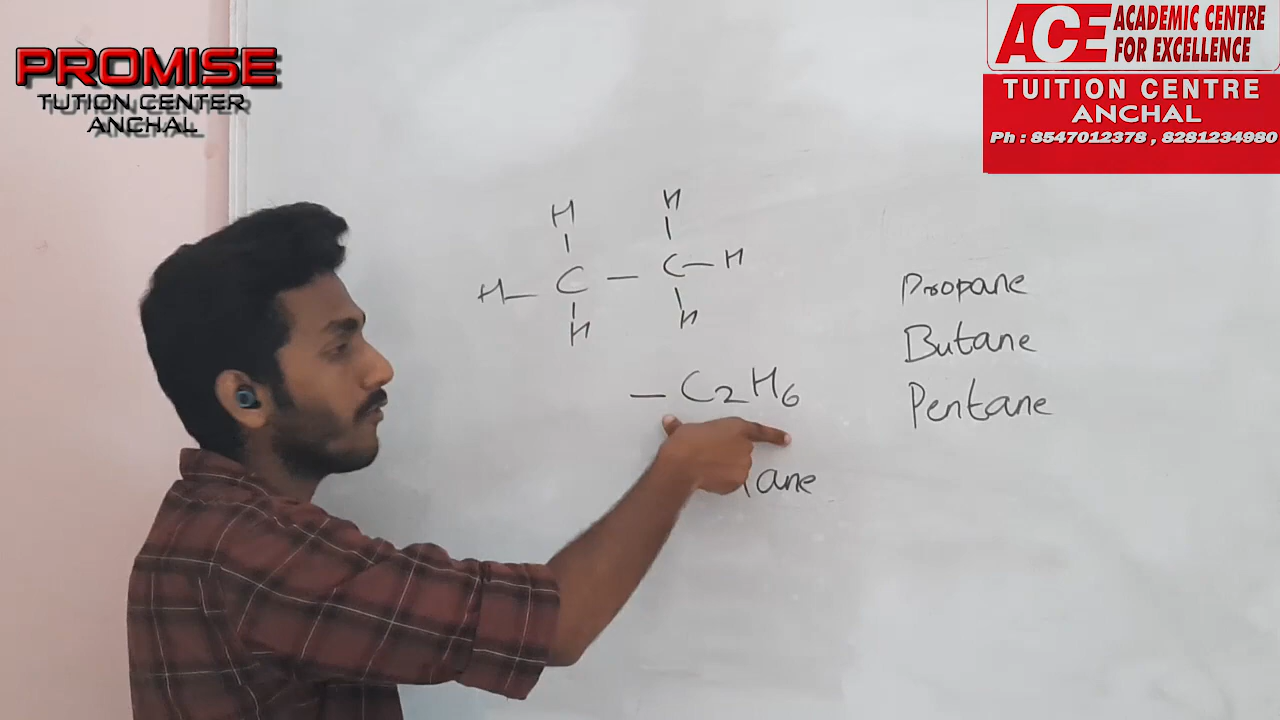 PROMISE
TUTION CENTER
ANCHAL
ACE ACADEMIC CENTRE
FOR EXCELLENCE
TUITION CENTRE
ANCHAL
Ph : 8547012378 , 8281234980
H H
H – C – C – H
H H
– C2H6
ane
Propane
Butane
Pentane